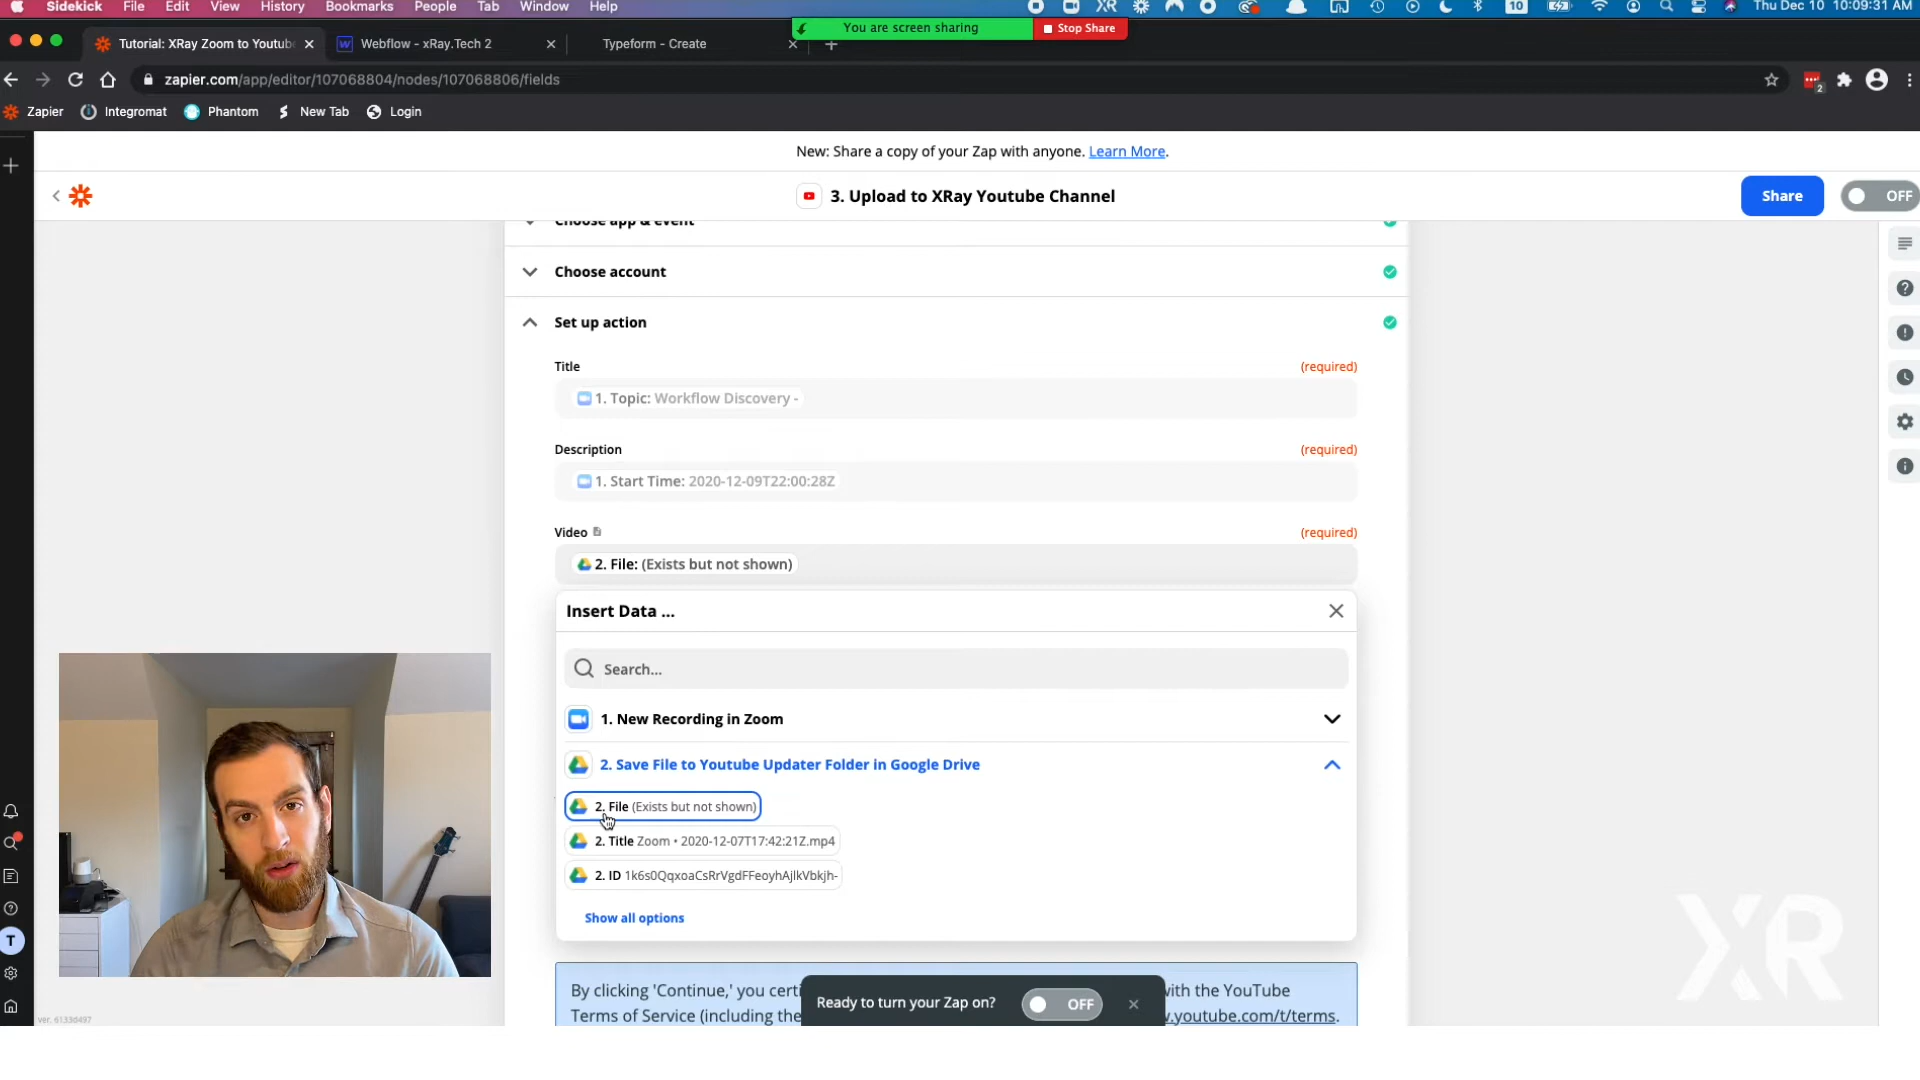 Sidekick File Edit View History Bookmarks People Tab Window Help
10 Thu Dec 10 10:09:31 AM
You are screen sharing Stop Share
Tutorial: XRay Zoom to Youtub Webflow - xRay.Tech 2 Typeform - Create
zapier.com/app/editor/107068804/nodes/107068806/fields
2
Zapier Integromat Phantom New Tab Login
New: Share a copy of your Zap with anyone. Learn More.
3. Upload to XRay Youtube Channel
Share OFF
Choose app & event
Choose account
Set up action
Title (required)
1. Topic: Workflow Discovery -
Description (required)
1. Start Time: 2020-12-09T22:00:28Z
Video (required)
2. File: (Exists but not shown)
Insert Data ...
Search...
1. New Recording in Zoom
2. Save File to Youtube Updater Folder in Google Drive
2. File (Exists but not shown)
2. Title Zoom • 2020-12-07T17:42:21Z.mp4
2. ID 1k6s0QqxoaCsRrVgdFFeoyhAjlkVbkjh-
Show all options
T
XR
By clicking 'Continue,' you certi with the YouTube
Terms of Service (including the .youtube.com/t/terms.
Ready to turn your Zap on? OFF
ver. 6133d497